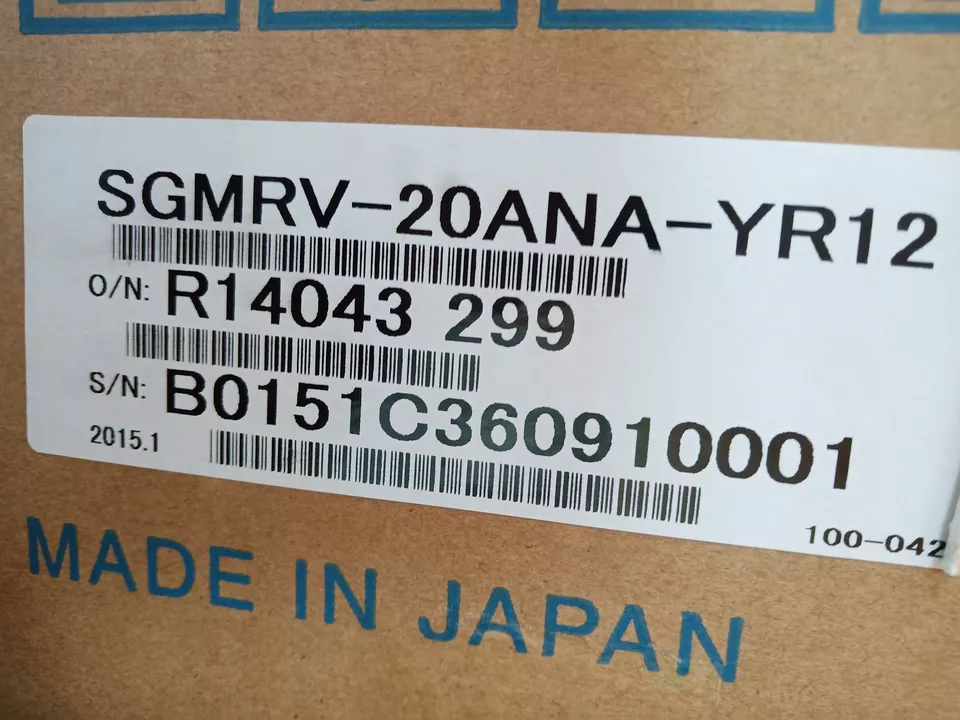 SGMRV-20ANA-YR12
O/N: R14043 299
S/N: B0151C360910001
2015.1
100-042
MADE IN JAPAN